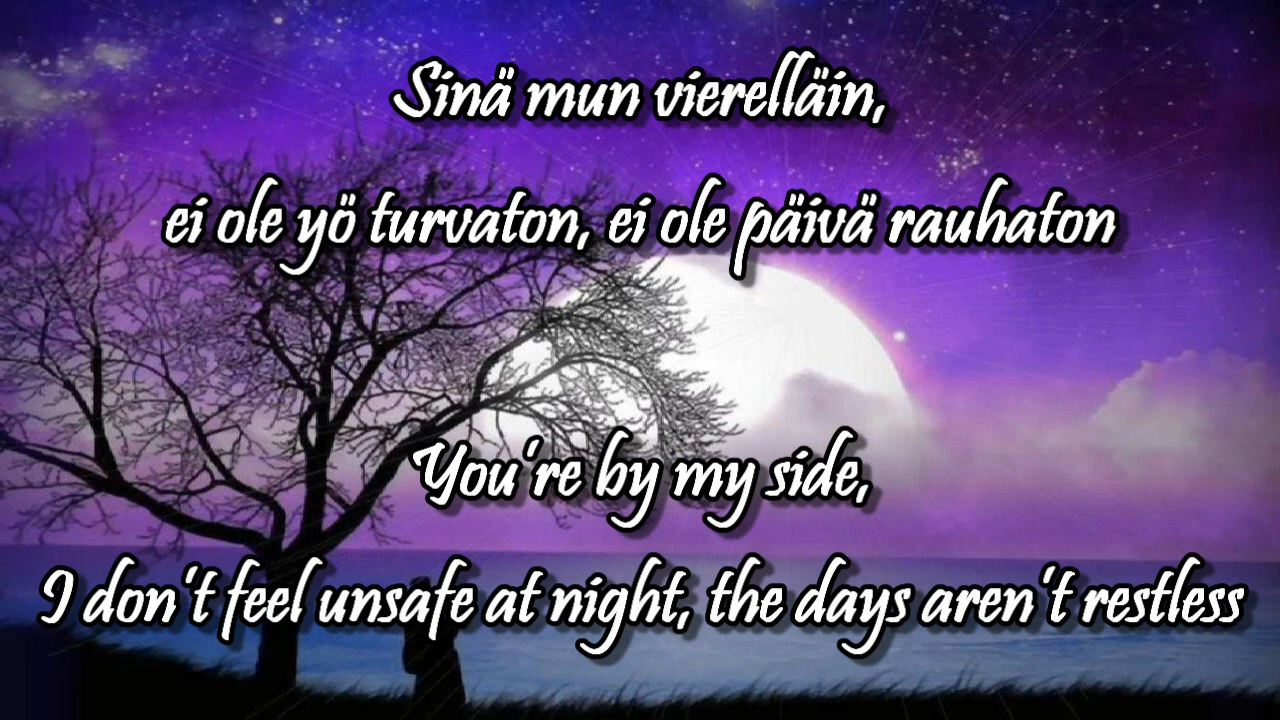 Sinä mun vierelläin,
ei ole yö turvaton, ei ole päivä rauhaton
You're by my side,
I don't feel unsafe at night, the days aren't restless